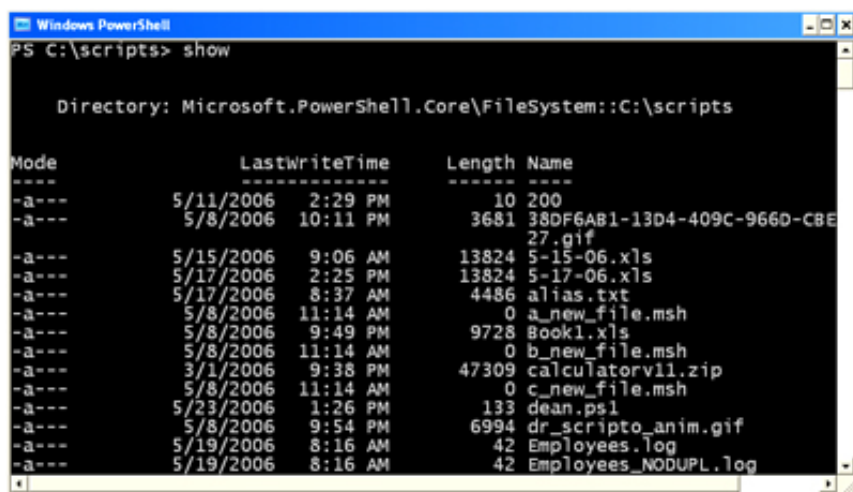 Windows PowerShell
PS C:\scripts> show
Directory: Microsoft.PowerShell.Core\FileSystem::C:\scripts
Mode LastWriteTime Length Name
---- ------------- ------ ----
-a--- 5/11/2006 2:29 PM 10 200
-a--- 5/8/2006 10:11 PM 3681 38DF6AB1-13D4-409C-966D-CBE
27.gif
-a--- 5/15/2006 9:06 AM 13824 5-15-06.xls
-a--- 5/17/2006 2:25 PM 13824 5-17-06.xls
-a--- 5/17/2006 8:37 AM 4486 alias.txt
-a--- 5/8/2006 11:14 AM 0 a_new_file.msh
-a--- 5/8/2006 9:49 PM 9728 Book1.xls
-a--- 5/8/2006 11:14 AM 0 b_new_file.msh
-a--- 3/1/2006 9:38 PM 47309 calculatorv11.zip
-a--- 5/8/2006 11:14 AM 0 c_new_file.msh
-a--- 5/23/2006 1:26 PM 133 dean.ps1
-a--- 5/8/2006 9:54 PM 6994 dr_scripto_anim.gif
-a--- 5/19/2006 8:16 AM 42 Employees.log
-a--- 5/19/2006 8:16 AM 42 Employees_NODUPL.log